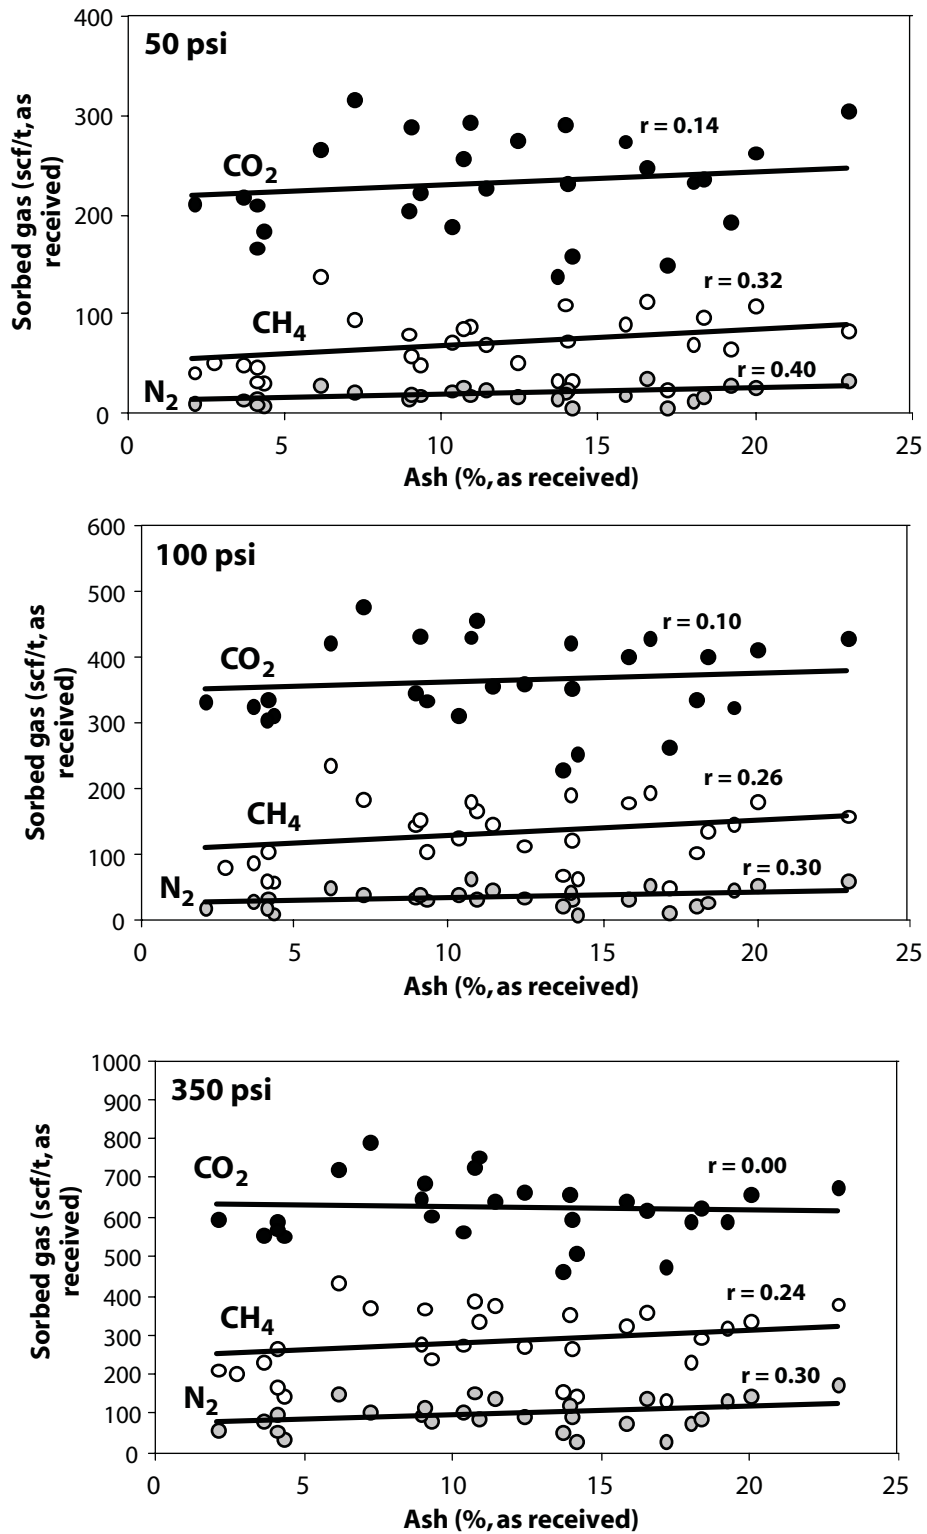 400
50 psi
300
r = 0.14
CO2
200
r = 0.32
CH4
100
r = 0.40
N2
0
0 5 10 15 20 25
Ash (%, as received)
Sorbed gas (scf/t, as
received)
600
100 psi
500
r = 0.10
400
CO2
300
r = 0.26
200
CH4
100
r = 0.30
N2
0
0 5 10 15 20 25
Ash (%, as received)
Sorbed gas (scf/t, as
received)
1000
350 psi
900
800
CO2
r = 0.00
700
600
500
400
r = 0.24
CH4
300
200
r = 0.30
N2
100
0
0 5 10 15 20 25
Ash (%, as received)
Sorbed gas (scf/t, as
received)